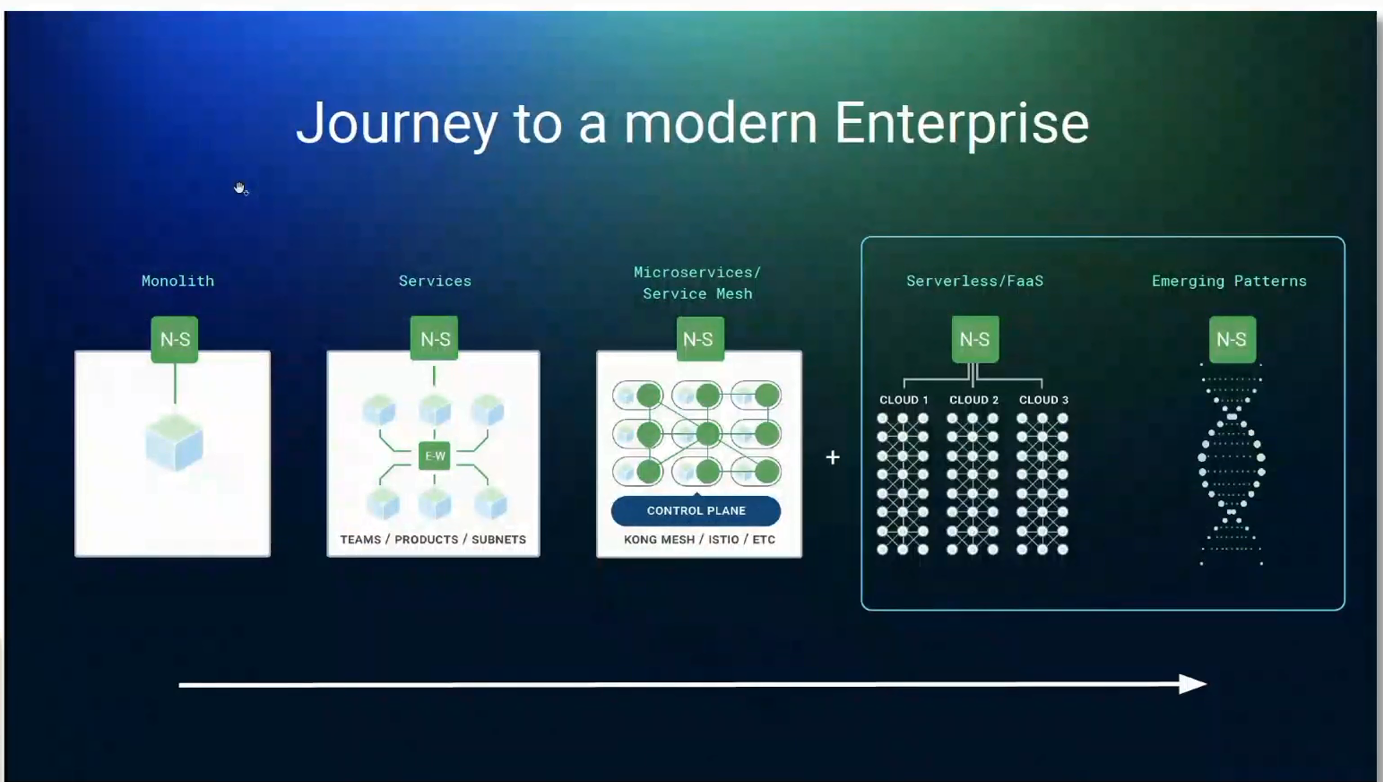 Journey to a modern Enterprise
Monolith
Services
Microservices/
Service Mesh
Serverless/FaaS
Emerging Patterns
N-S
N-S
N-S
N-S
N-S
CLOUD 1
CLOUD 2
CLOUD 3
E-W
+
CONTROL PLANE
TEAMS / PRODUCTS / SUBNETS
KONG MESH / ISTIO / ETC